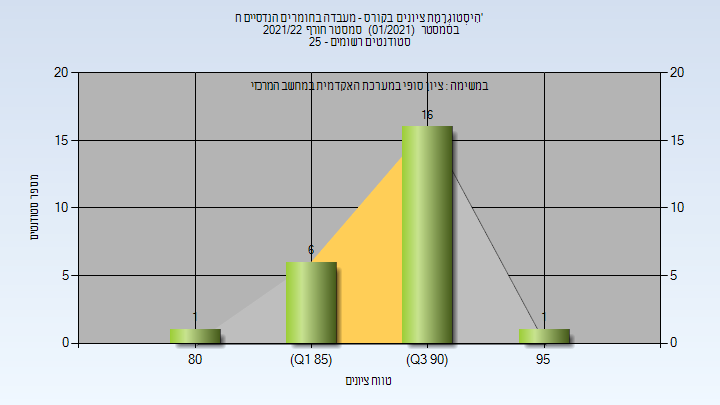 'היסטוגרמת ציונים בקורס - מעבדה בחומרים הנדסיים ח
בסמסטר (01/2021) סמסטר חורף 2021/22
סטודנטים רשומים - 25
במשימה : ציון סופי במערכת האקדמית במחשב המרכזי
20 20
15 15
10 10
5 5
0 0
1 6 16 1
80 (Q1 85) (Q3 90) 95
מספר סטודנטים
טווח ציונים